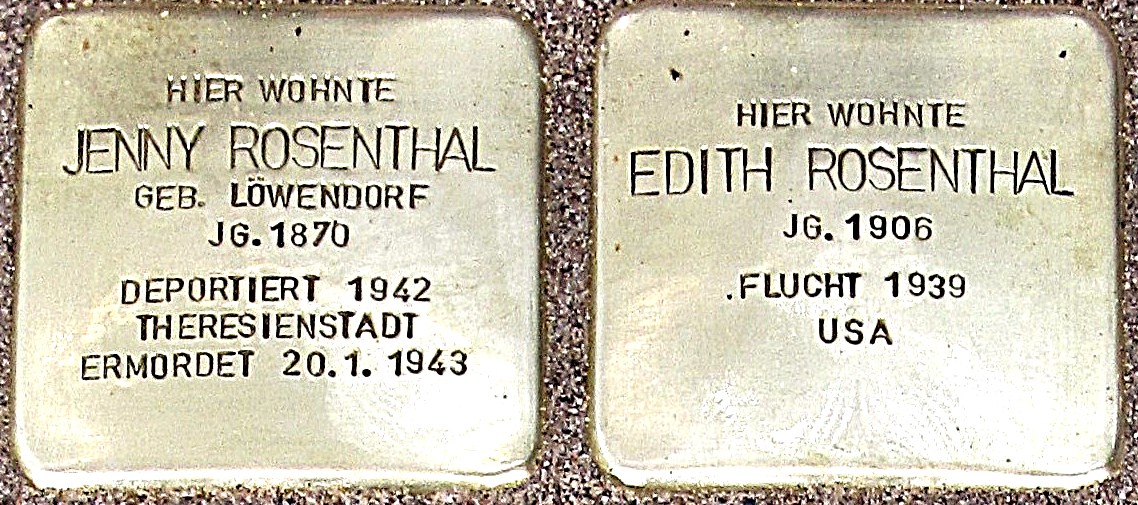 HIER WOHNTE
JENNY ROSENTHAL
GEB. LÖWENDORF
JG. 1870
DEPORTIERT 1942
THERESIENSTADT
ERMORDET 20.1. 1943
HIER WOHNTE
EDITH ROSENTHAL
JG. 1906
FLUCHT 1939
USA